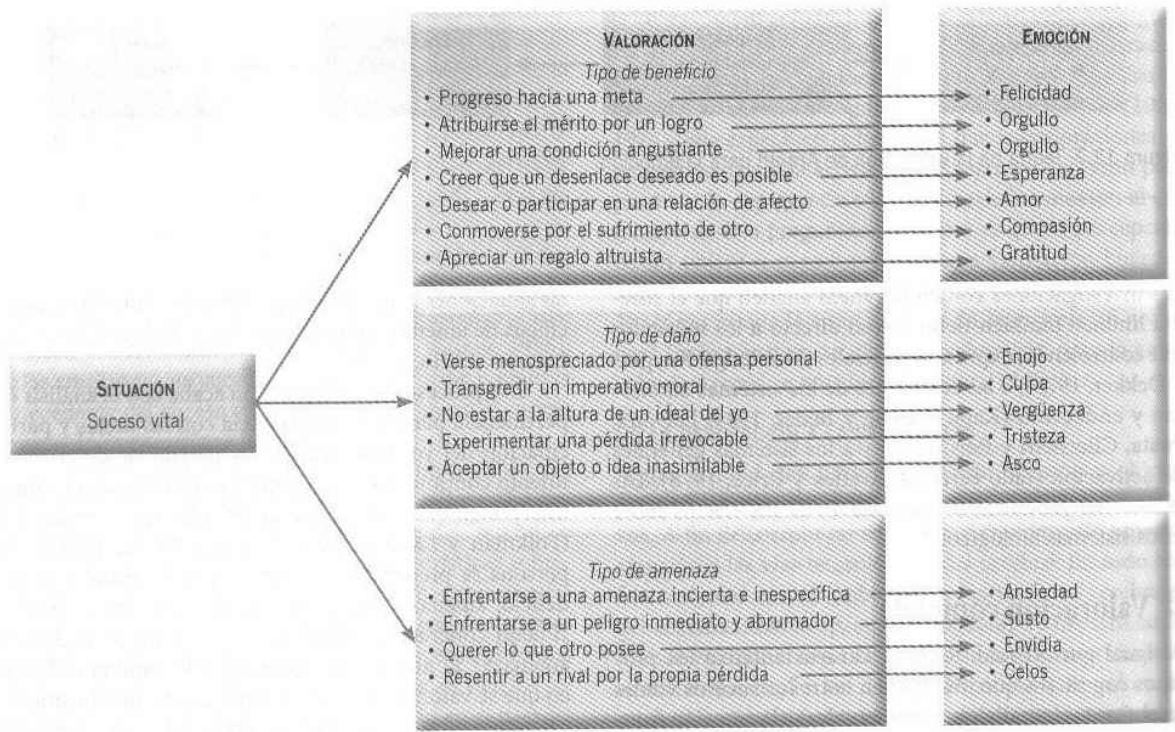 VALORACIÓN
Tipo de beneficio
• Progreso hacia una meta
• Atribuirse el mérito por un logro
• Mejorar una condición angustiante
• Creer que un desenlace deseado es posible
• Desear o participar en una relación de afecto
• Conmoverse por el sufrimiento de otro
• Apreciar un regalo altruista
EMOCIÓN
• Felicidad
• Orgullo
• Orgullo
• Esperanza
• Amor
• Compasión
• Gratitud
SITUACIÓN
Suceso vital
Tipo de daño
• Verse menospreciado por una ofensa personal
• Transgredir un imperativo moral
• No estar a la altura de un ideal del yo
• Experimentar una pérdida irrevocable
• Aceptar un objeto o idea inasimilable
• Enojo
• Culpa
• Vergüenza
• Tristeza
• Asco
Tipo de amenaza
• Enfrentarse a una amenaza incierta e inespecífica
• Enfrentarse a un peligro inmediato y abrumador
• Querer lo que otro posee
• Resentir a un rival por la propia pérdida
• Ansiedad
• Susto
• Envidia
• Celos